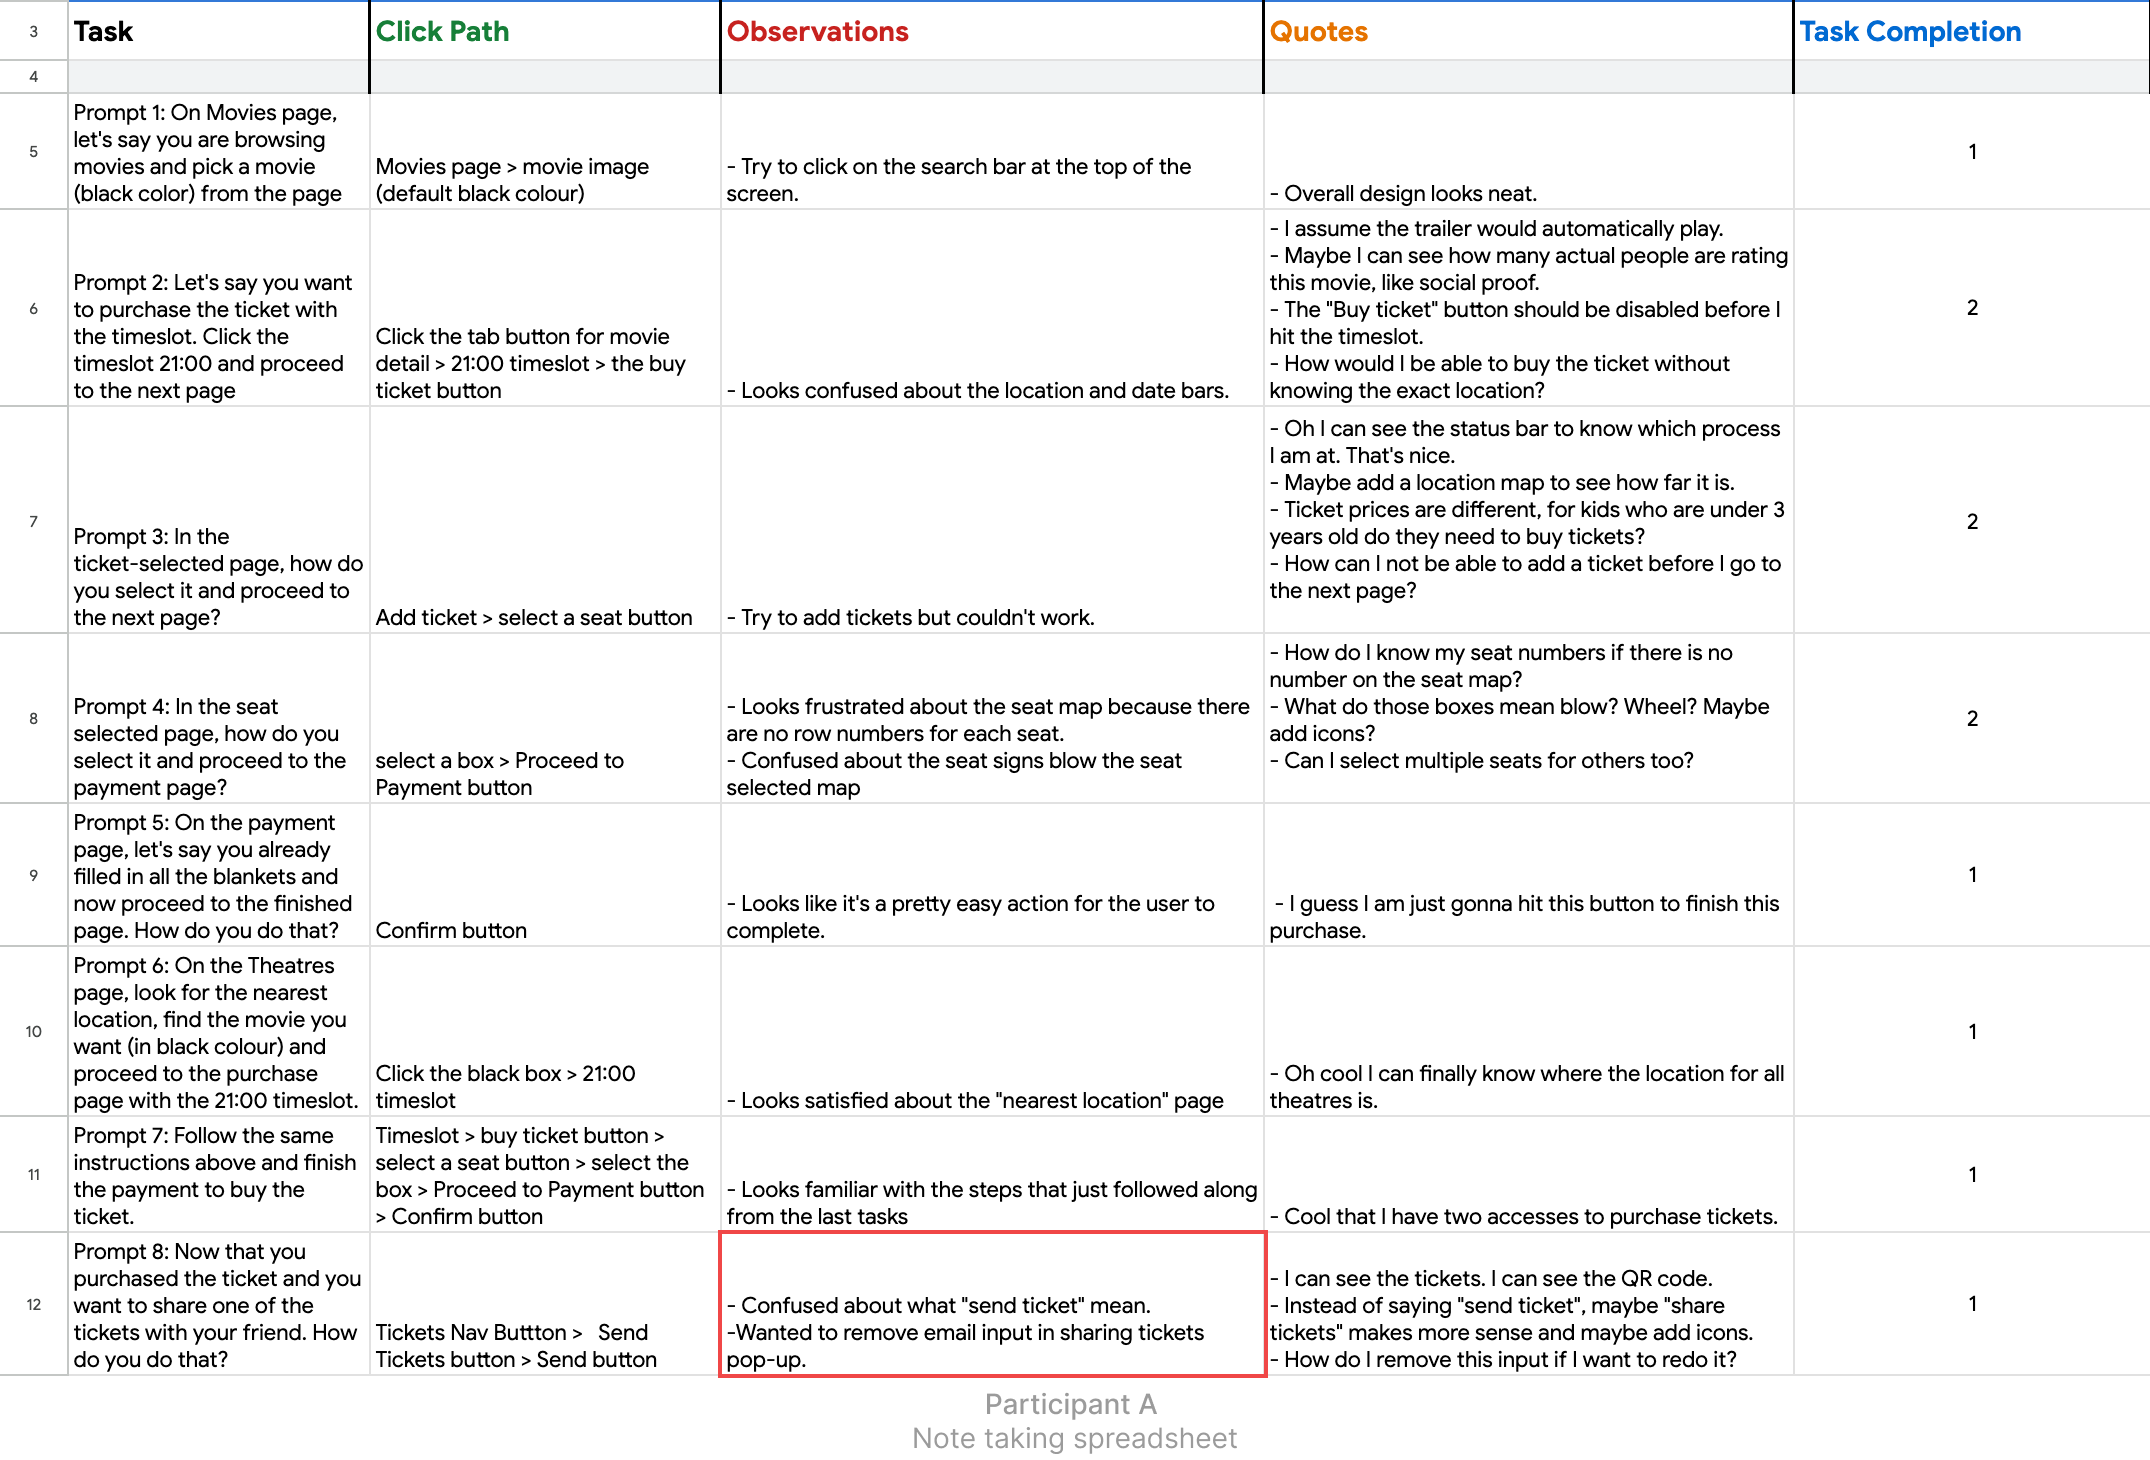 3
Task
Click Path
Observations
Quotes
Task Completion
4
5
Prompt 1: On Movies page,
let's say you are browsing
movies and pick a movie
(black color) from the page
Movies page > movie image
(default black colour)
- Try to click on the search bar at the top of the
screen.
- Overall design looks neat.
1
6
Prompt 2: Let's say you want
to purchase the ticket with
the timeslot. Click the
timeslot 21:00 and proceed
to the next page
Click the tab button for movie
detail > 21:00 timeslot > the buy
ticket button
- Looks confused about the location and date bars.
- I assume the trailer would automatically play.
- Maybe I can see how many actual people are rating
this movie, like social proof.
- The "Buy ticket" button should be disabled before I
hit the timeslot.
- How would I be able to buy the ticket without
knowing the exact location?
2
7
Prompt 3: In the
ticket-selected page, how do
you select it and proceed to
the next page?
Add ticket > select a seat button
- Try to add tickets but couldn't work.
- Oh I can see the status bar to know which process
I am at. That's nice.
- Maybe add a location map to see how far it is.
- Ticket prices are different, for kids who are under 3
years old do they need to buy tickets?
- How can I not be able to add a ticket before I go to
the next page?
2
8
Prompt 4: In the seat
selected page, how do you
select it and proceed to the
payment page?
select a box > Proceed to
Payment button
- Looks frustrated about the seat map because there
are no row numbers for each seat.
- Confused about the seat signs blow the seat
selected map
- How do I know my seat numbers if there is no
number on the seat map?
- What do those boxes mean blow? Wheel? Maybe
add icons?
- Can I select multiple seats for others too?
2
9
Prompt 5: On the payment
page, let's say you already
filled in all the blankets and
now proceed to the finished
page. How do you do that?
Confirm button
- Looks like it's a pretty easy action for the user to
complete.
- I guess I am just gonna hit this button to finish this
purchase.
1
10
Prompt 6: On the Theatres
page, look for the nearest
location, find the movie you
want (in black colour) and
proceed to the purchase
page with the 21:00 timeslot.
Click the black box > 21:00
timeslot
- Looks satisfied about the "nearest location" page
- Oh cool I can finally know where the location for all
theatres is.
1
11
Prompt 7: Follow the same
instructions above and finish
the payment to buy the
ticket.
Timeslot > buy ticket button >
select a seat button > select the
box > Proceed to Payment button
> Confirm button
- Looks familiar with the steps that just followed along
from the last tasks
- Cool that I have two accesses to purchase tickets.
1
12
Prompt 8: Now that you
purchased the ticket and you
want to share one of the
tickets with your friend. How
do you do that?
Tickets Nav Buttton > Send
Tickets button > Send button
- Confused about what "send ticket" mean.
-Wanted to remove email input in sharing tickets
pop-up.
- I can see the tickets. I can see the QR code.
- Instead of saying "send ticket", maybe "share
tickets" makes more sense and maybe add icons.
- How do I remove this input if I want to redo it?
1
Participant A
Note taking spreadsheet